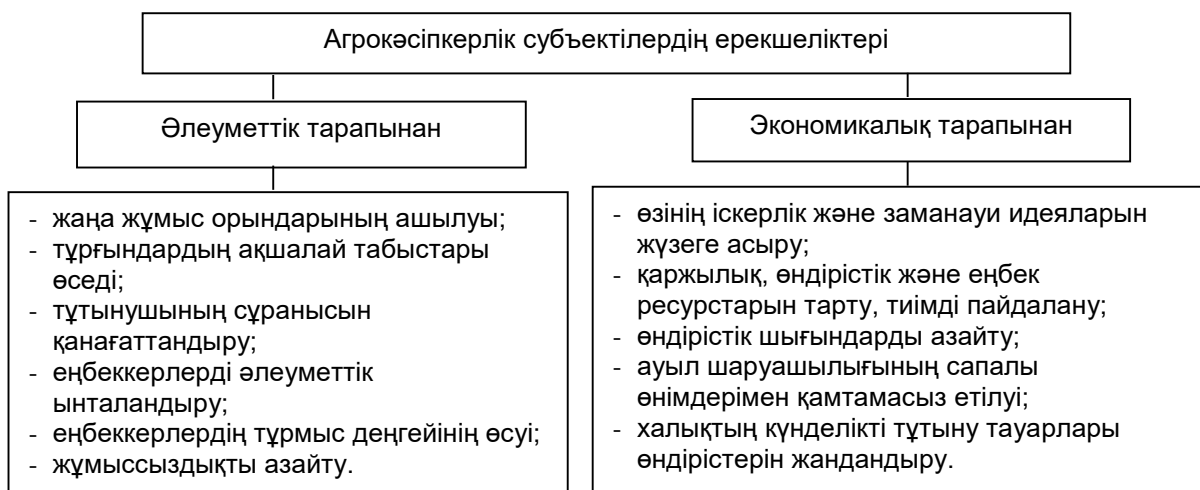 Агрокәсіпкерлік субъектілердің ерекшеліктері
Әлеуметтік тарапынан
Экономикалық тарапынан
- жаңа жұмыс орындарының ашылуы;
- тұрғындардың ақшалай табыстары
өседі;
- тұтынушының сұранысын
қанағаттандыру;
- еңбеккерлерді әлеуметтік
ынталандыру;
- еңбеккерлердің тұрмыс деңгейінің өсуі;
- жұмыссыздықты азайту.
- өзінің іскерлік және заманауи идеяларын
жүзеге асыру;
- қаржылық, өндірістік және еңбек
ресурстарын тарту, тиімді пайдалану;
- өндірістік шығындарды азайту;
- ауыл шаруашылығының сапалы
өнімдерімен қамтамасыз етілуі;
- халықтың күнделікті тұтыну тауарлары
өндірістерін жандандыру.